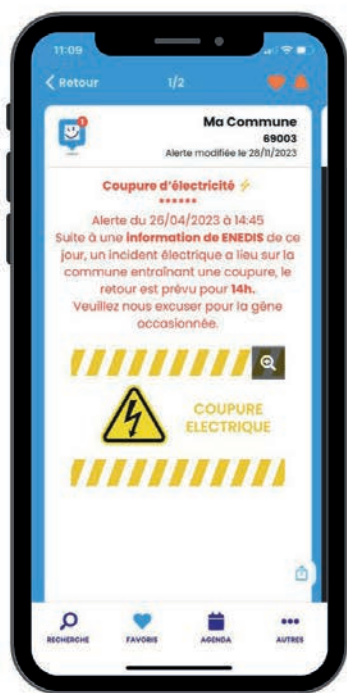 11:09
Retour
1/2
Ma Commune
69003
Alerte modifiée le 28/11/2023
Coupure d'électricité
******
Alerte du 26/04/2023 à 14:45
Suite à une information de ENEDIS de ce
jour, un incident électrique a lieu sur la
commune entraînant une coupure, le
retour est prévu pour 14h.
Veuillez nous excuser pour la gêne
occasionnée.
COUPURE
ELECTRIQUE
RECHERCHE
FAVORIS
AGENDA
AUTRES